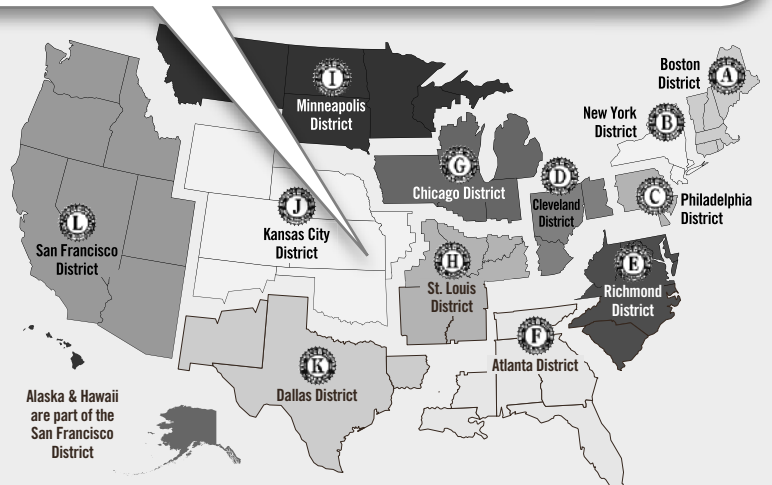 I
Minneapolis
District
Boston
District
A
New York
District
B
G
Chicago District
D
Cleveland
District
C
Philadelphia
District
J
Kansas City
District
L
San Francisco
District
H
St. Louis
District
E
Richmond
District
F
Atlanta District
K
Dallas District
Alaska & Hawaii
are part of the
San Francisco
District